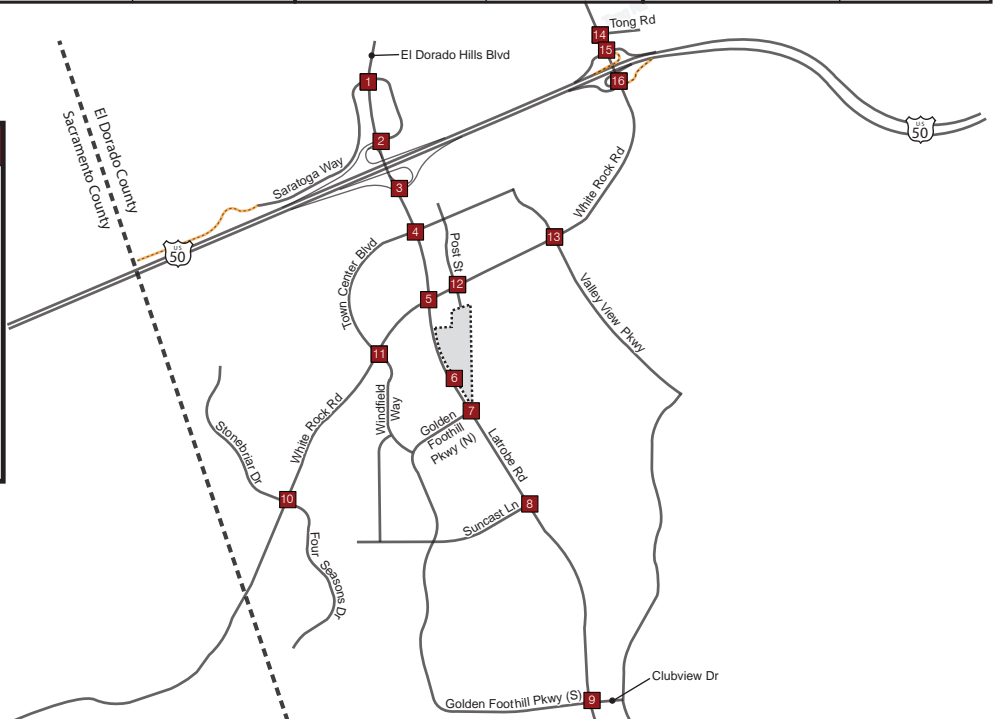 Tong Rd
14
15
El Dorado Hills Blvd
16
1
El Dorado County
Sacramento County
US
50
2
Saratoga Way
3
White Rock Rd
4
Post St
13
US
50
Town Center Blvd
12
Valley View Pkwy
5
11
6
Windfield
Way
7
Golden
Foothill
Pkwy (N)
White Rock Rd
Stonebriar Dr
Latrobe Rd
10
8
Suncast Ln
Four
Seasons Dr
Clubview Dr
Golden Foothill Pkwy (S)
9